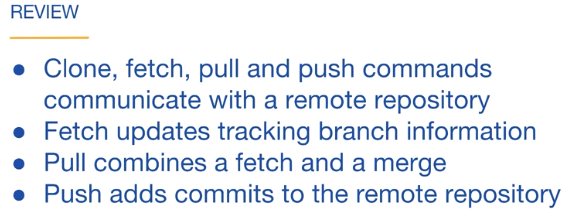 REVIEW
● Clone, fetch, pull and push commands
communicate with a remote repository
● Fetch updates tracking branch information
● Pull combines a fetch and a merge
● Push adds commits to the remote repository